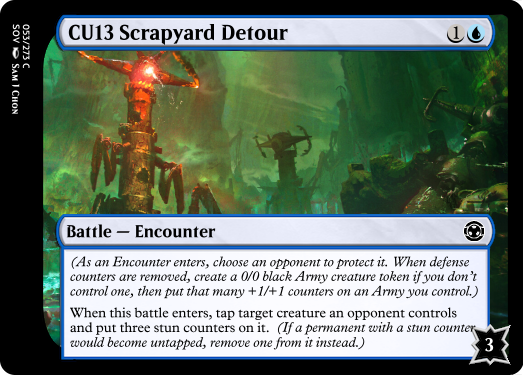 CU13 Scrapyard Detour
1
Battle — Encounter
(As an Encounter enters, choose an opponent to protect it. When defense
counters are removed, create a 0/0 black Army creature token if you don't
control one, then put that many +1/+1 counters on an Army you control.)
When this battle enters, tap target creature an opponent controls
and put three stun counters on it. (If a permanent with a stun counter
would become untapped, remove one from it instead.)
3
053/273 C
SOV SAM I CHON